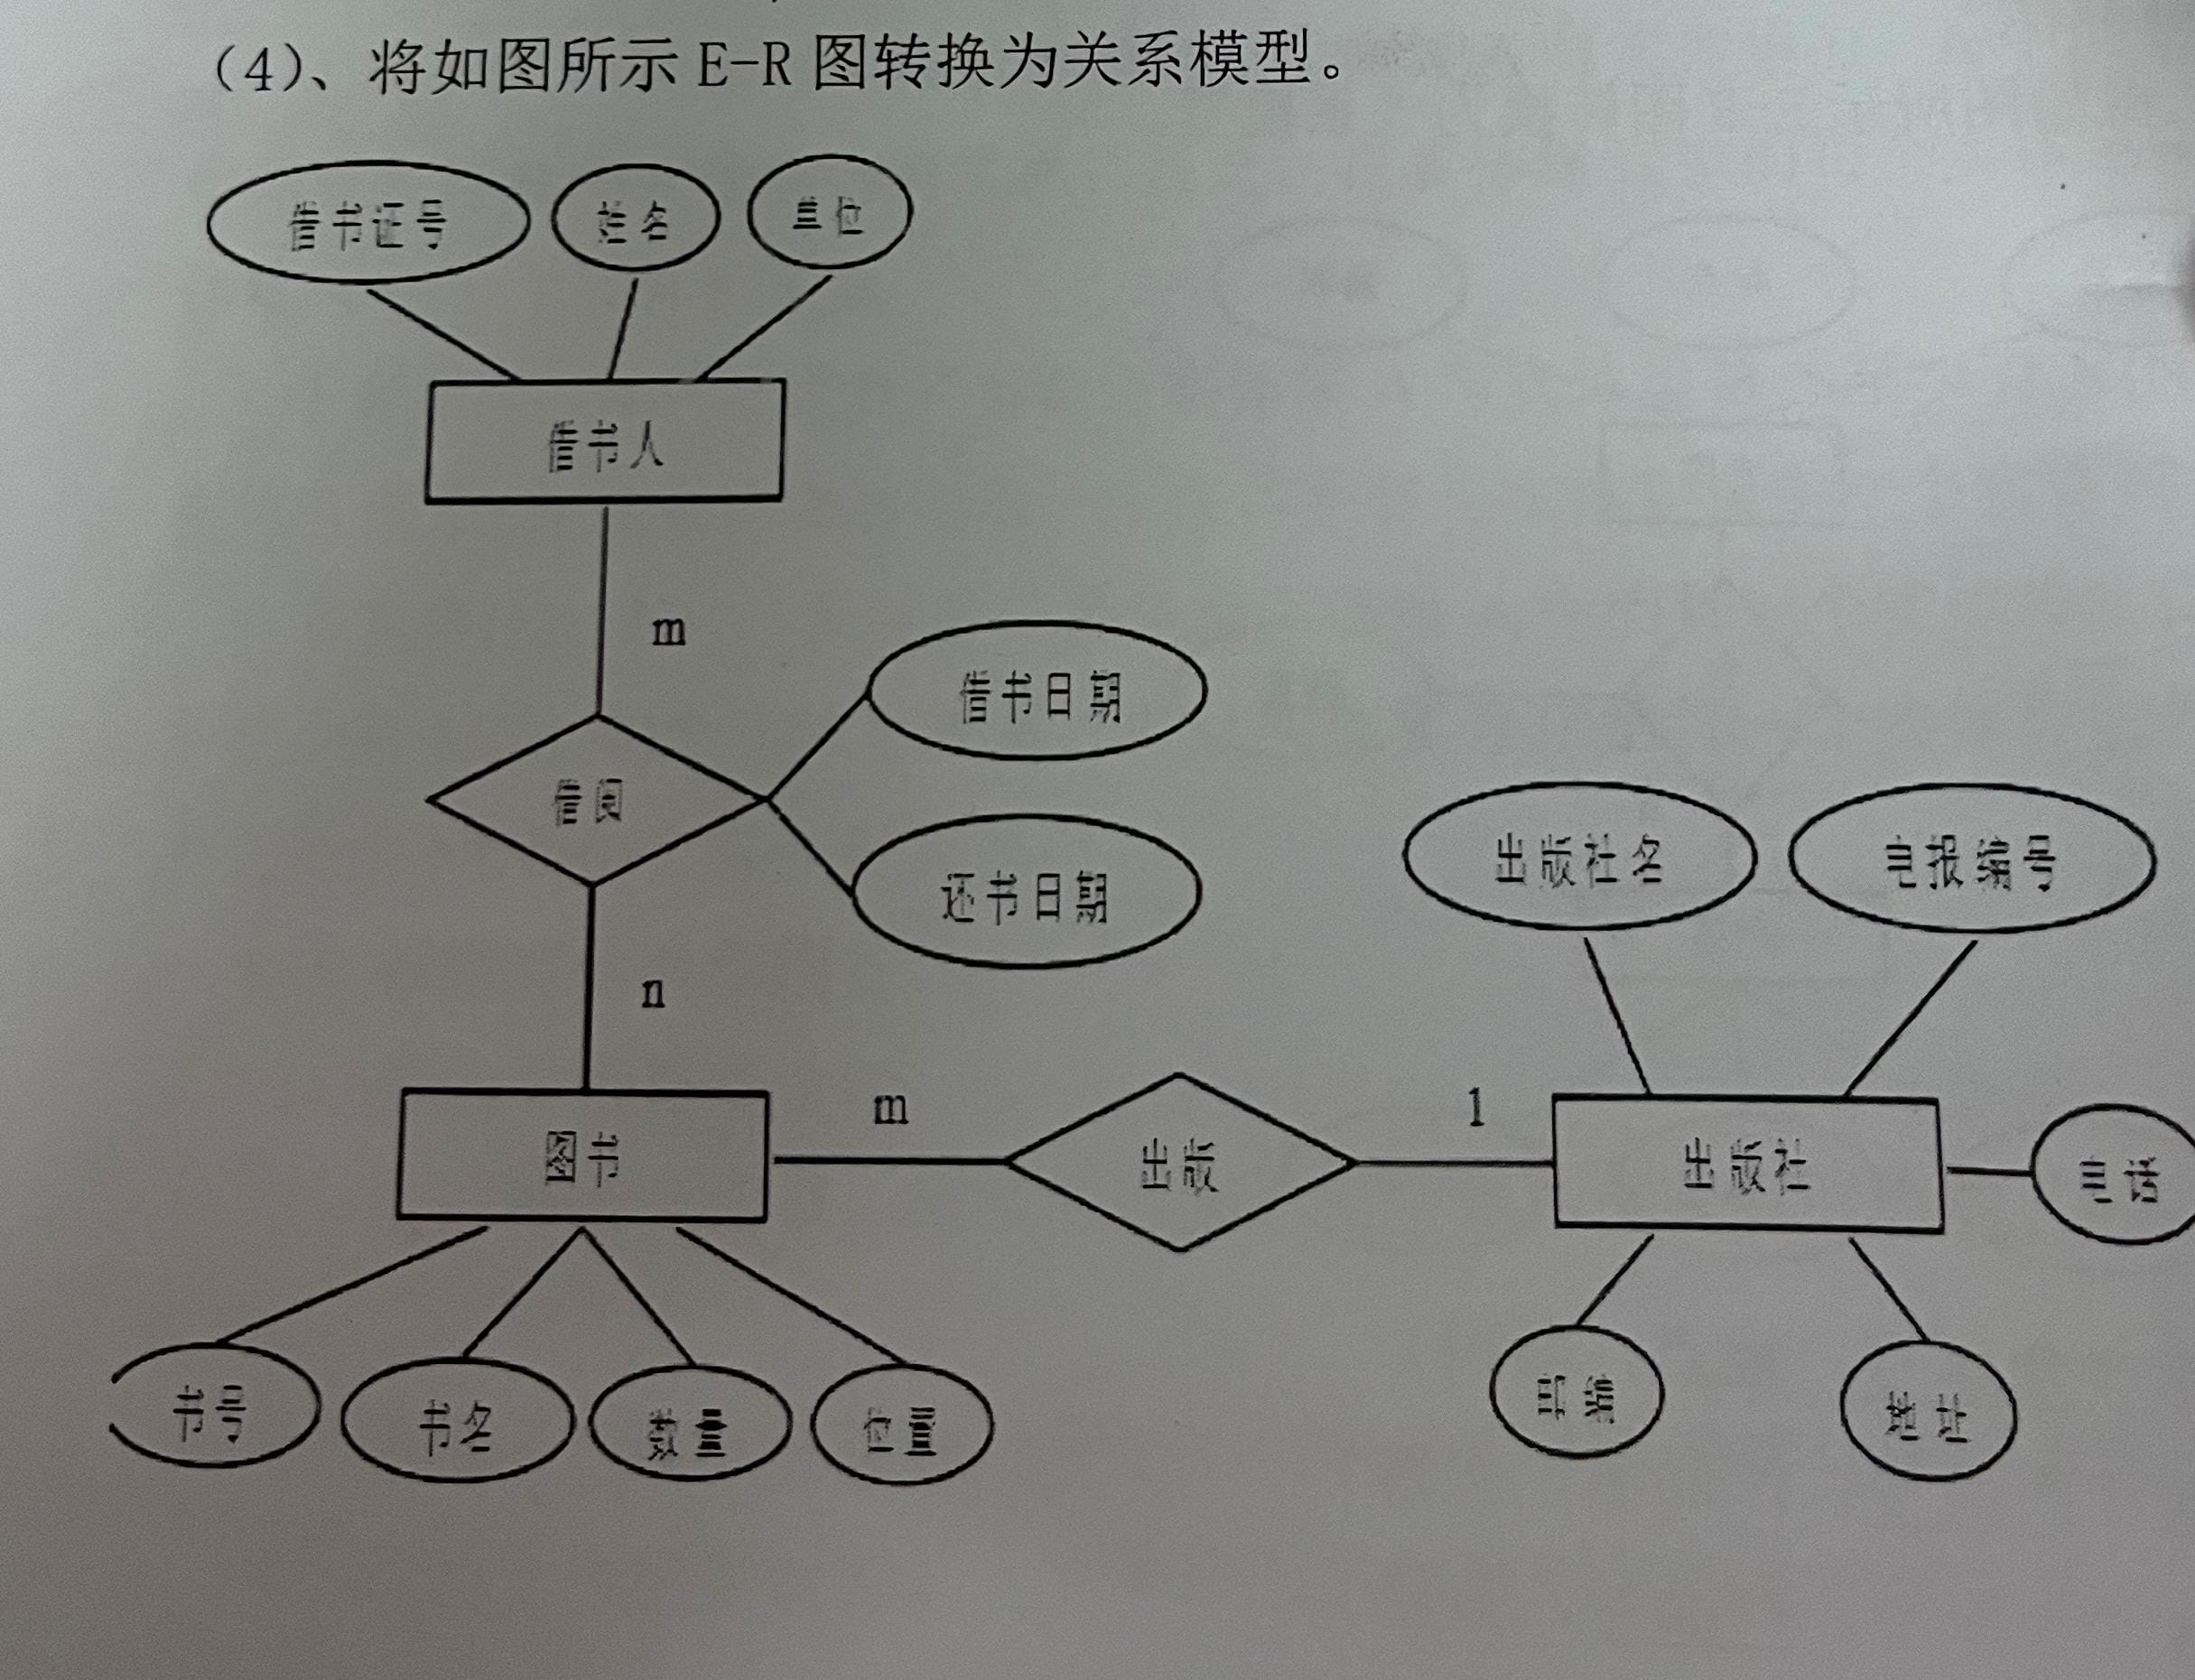 (4)、将如图所示 E-R 图转换为关系模型。
借书证号
姓名
单位
借书人
m
借书日期
借阅
还书日期
n
出版社名
电报编号
图书
m
出版
1
出版社
电话
书号
书名
数量
位置
邮编
地址